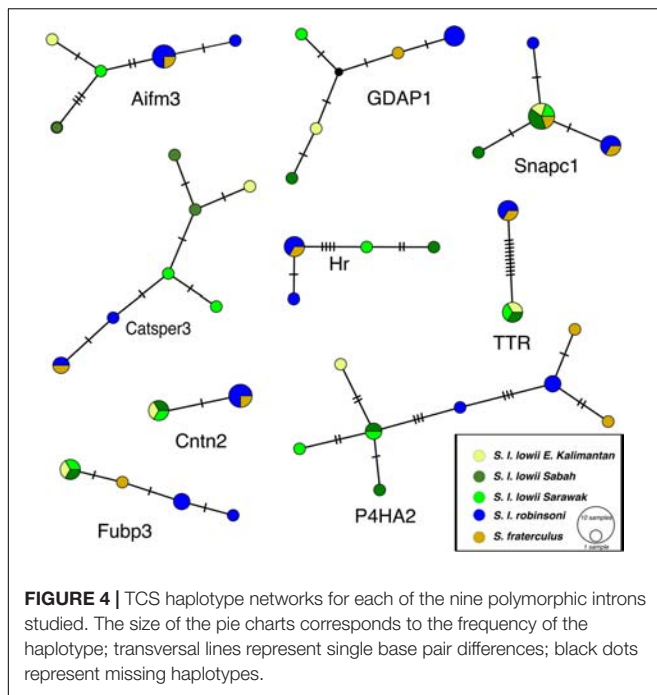 Aifm3
GDAP1
Snapc1
Catsper3
Hr
TTR
Cntn2
Fubp3
P4HA2
S. l. lowii E. Kalimantan
S. l. lowii Sabah
S. l. lowii Sarawak
S. l. robinsoni
S. fraterculus
10 samples
1 sample
FIGURE 4 | TCS haplotype networks for each of the nine polymorphic introns
studied. The size of the pie charts corresponds to the frequency of the
haplotype; transversal lines represent single base pair differences; black dots
represent missing haplotypes.